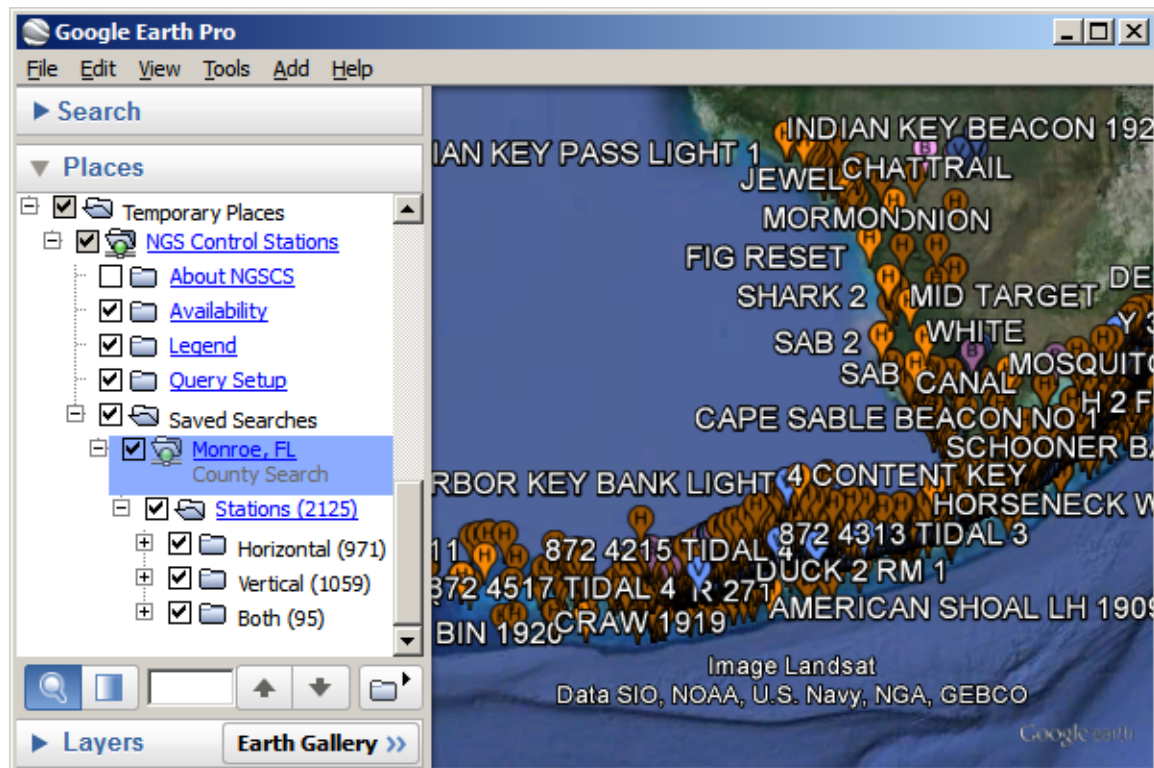 Google Earth Pro
File Edit View Tools Add Help
Search
Places
Temporary Places
NGS Control Stations
About NGSCS
Availability
Legend
Query Setup
Saved Searches
Monroe, FL
County Search
Stations (2125)
Horizontal (971)
Vertical (1059)
Both (95)
Layers
Earth Gallery >>
INDIAN KEY BEACON 192
IAN KEY PASS LIGHT 1
JEWEL CHATTRAIL
MORMON ONION
FIG RESET
SHARK 2 MID TARGET DE
SAB 2 WHITE Y 3
SAB CANAL MOSQUITO
CAPE SABLE BEACON NO 1 H 2 F
SCHOONER BA
RBOR KEY BANK LIGHT 4 CONTENT KEY
HORSENECK W
11 872 4215 TIDAL 4 872 4313 TIDAL 3
872 4517 TIDAL 4 R 271 DUCK 2 RM 1
BIN 1920 CRAW 1919 AMERICAN SHOAL LH 1909
Image Landsat
Data SIO, NOAA, U.S. Navy, NGA, GEBCO
Google earth